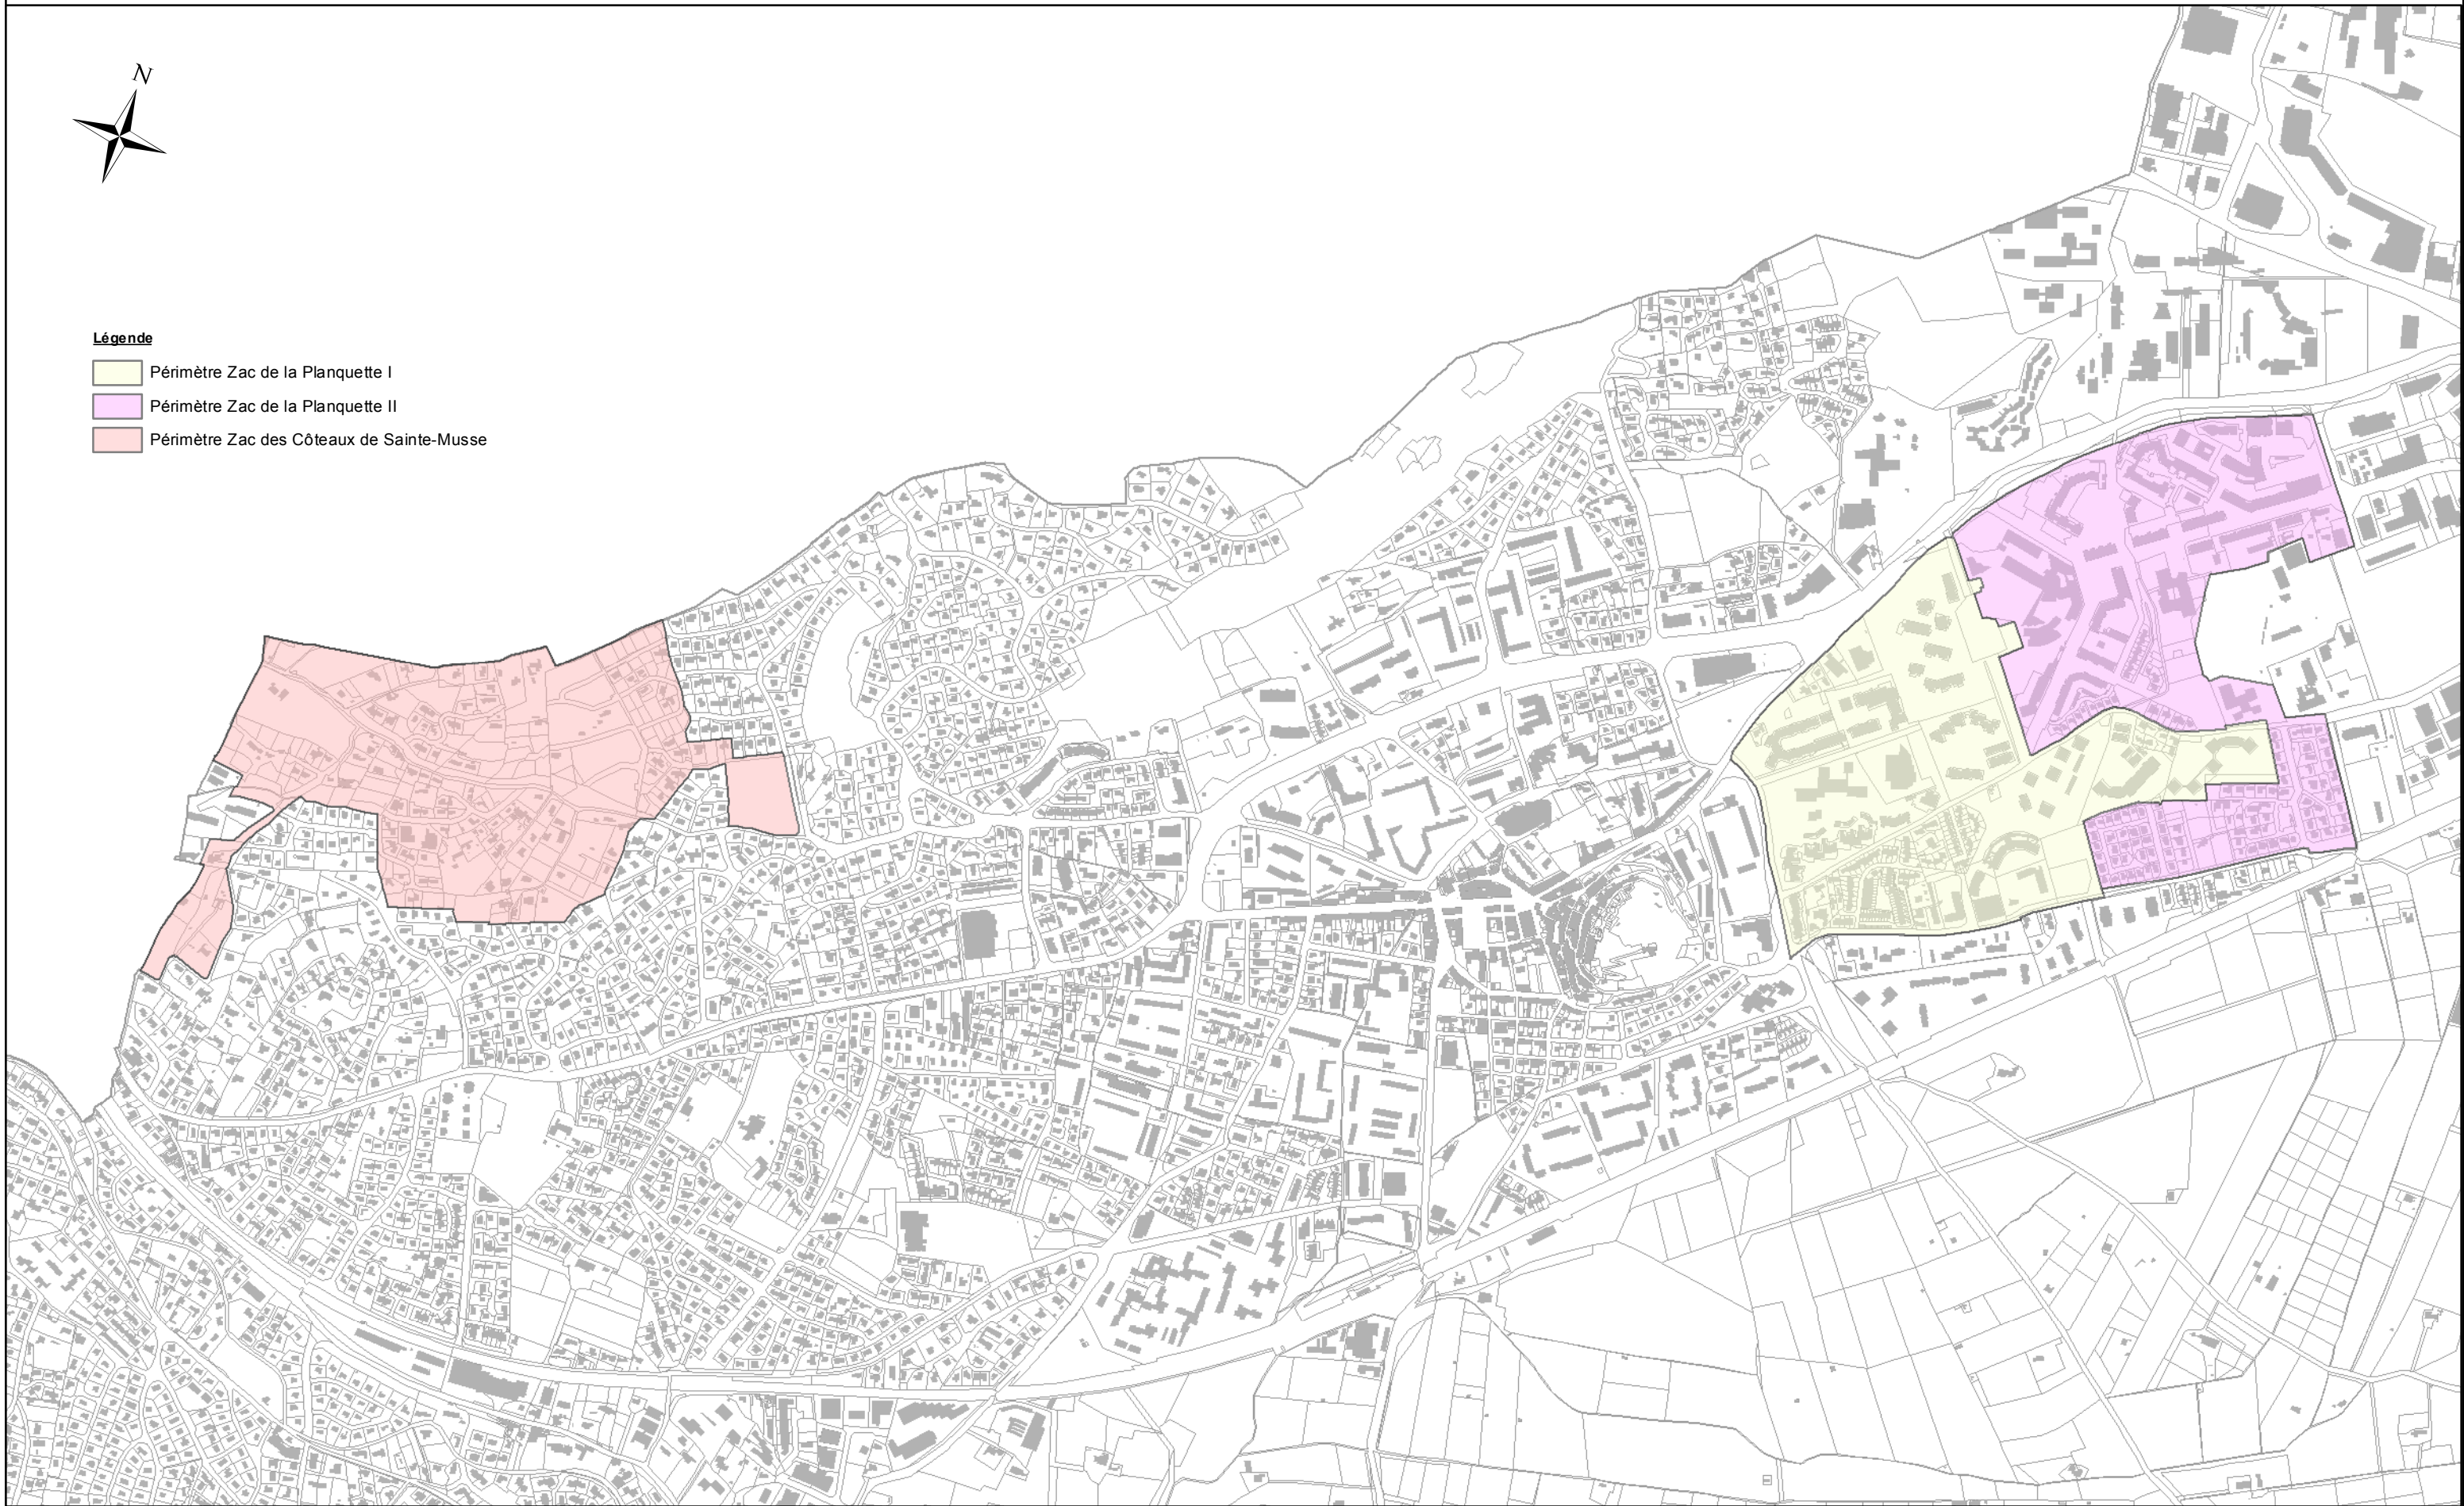 N
Légende
Périmètre Zac de la Planquette I
Périmètre Zac de la Planquette II
Périmètre Zac des Côteaux de Sainte-Musse